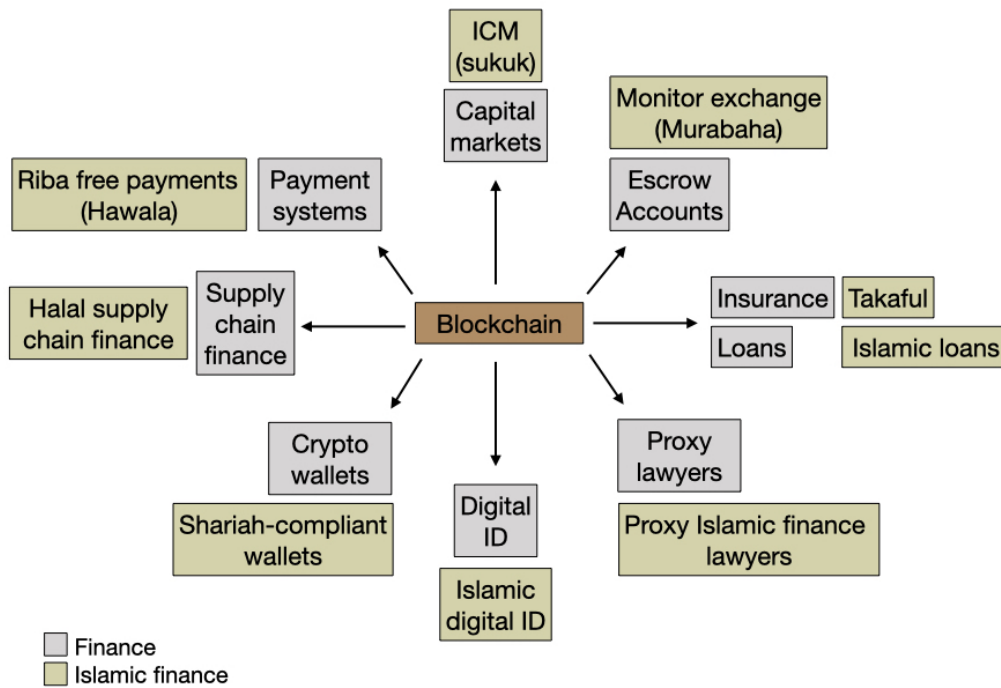 ICM
(sukuk)
Capital
markets
Monitor exchange
(Murabaha)
Escrow
Accounts
Riba free payments
(Hawala)
Payment
systems
Halal supply
chain finance
Supply
chain
finance
Blockchain
Insurance
Takaful
Loans
Islamic loans
Crypto
wallets
Shariah-compliant
wallets
Digital
ID
Islamic
digital ID
Proxy
lawyers
Proxy Islamic finance
lawyers
Finance
Islamic finance